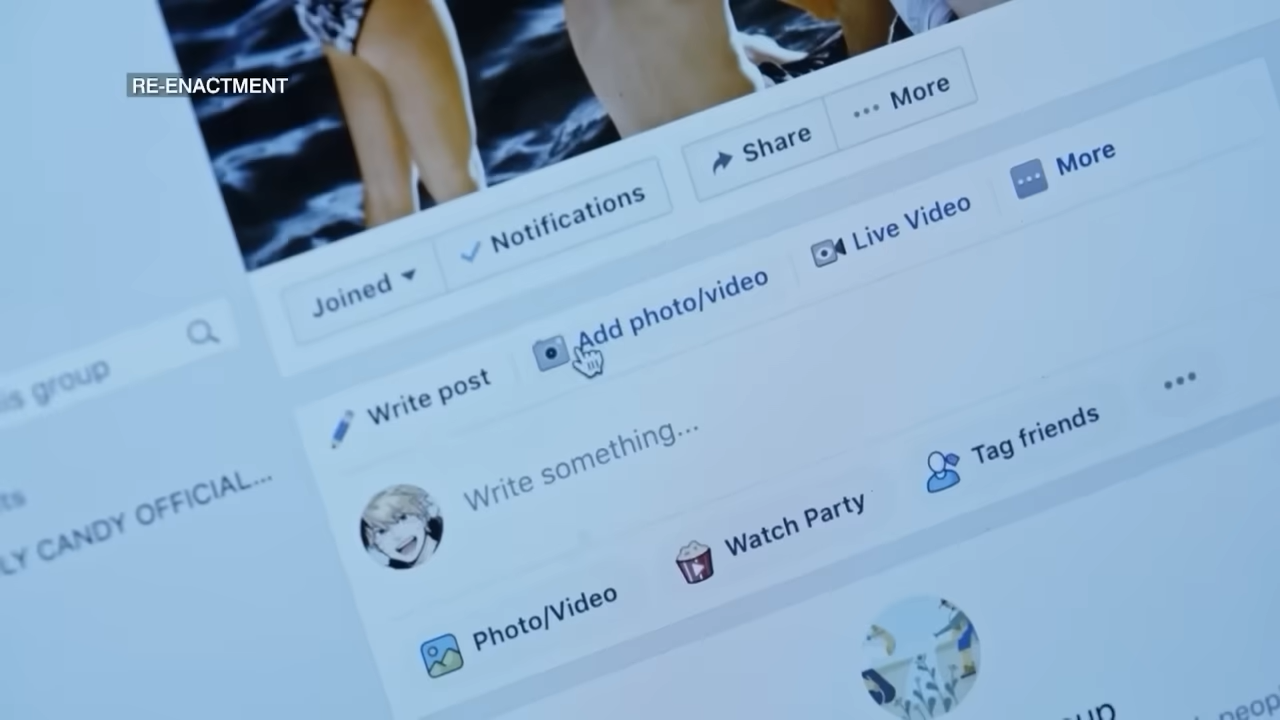 RE-ENACTMENT
Joined
Notifications
Share
More
Write post
Add photo/video
Live Video
More
Write something...
Photo/Video
Watch Party
Tag friends
group
LY CANDY OFFICIAL...